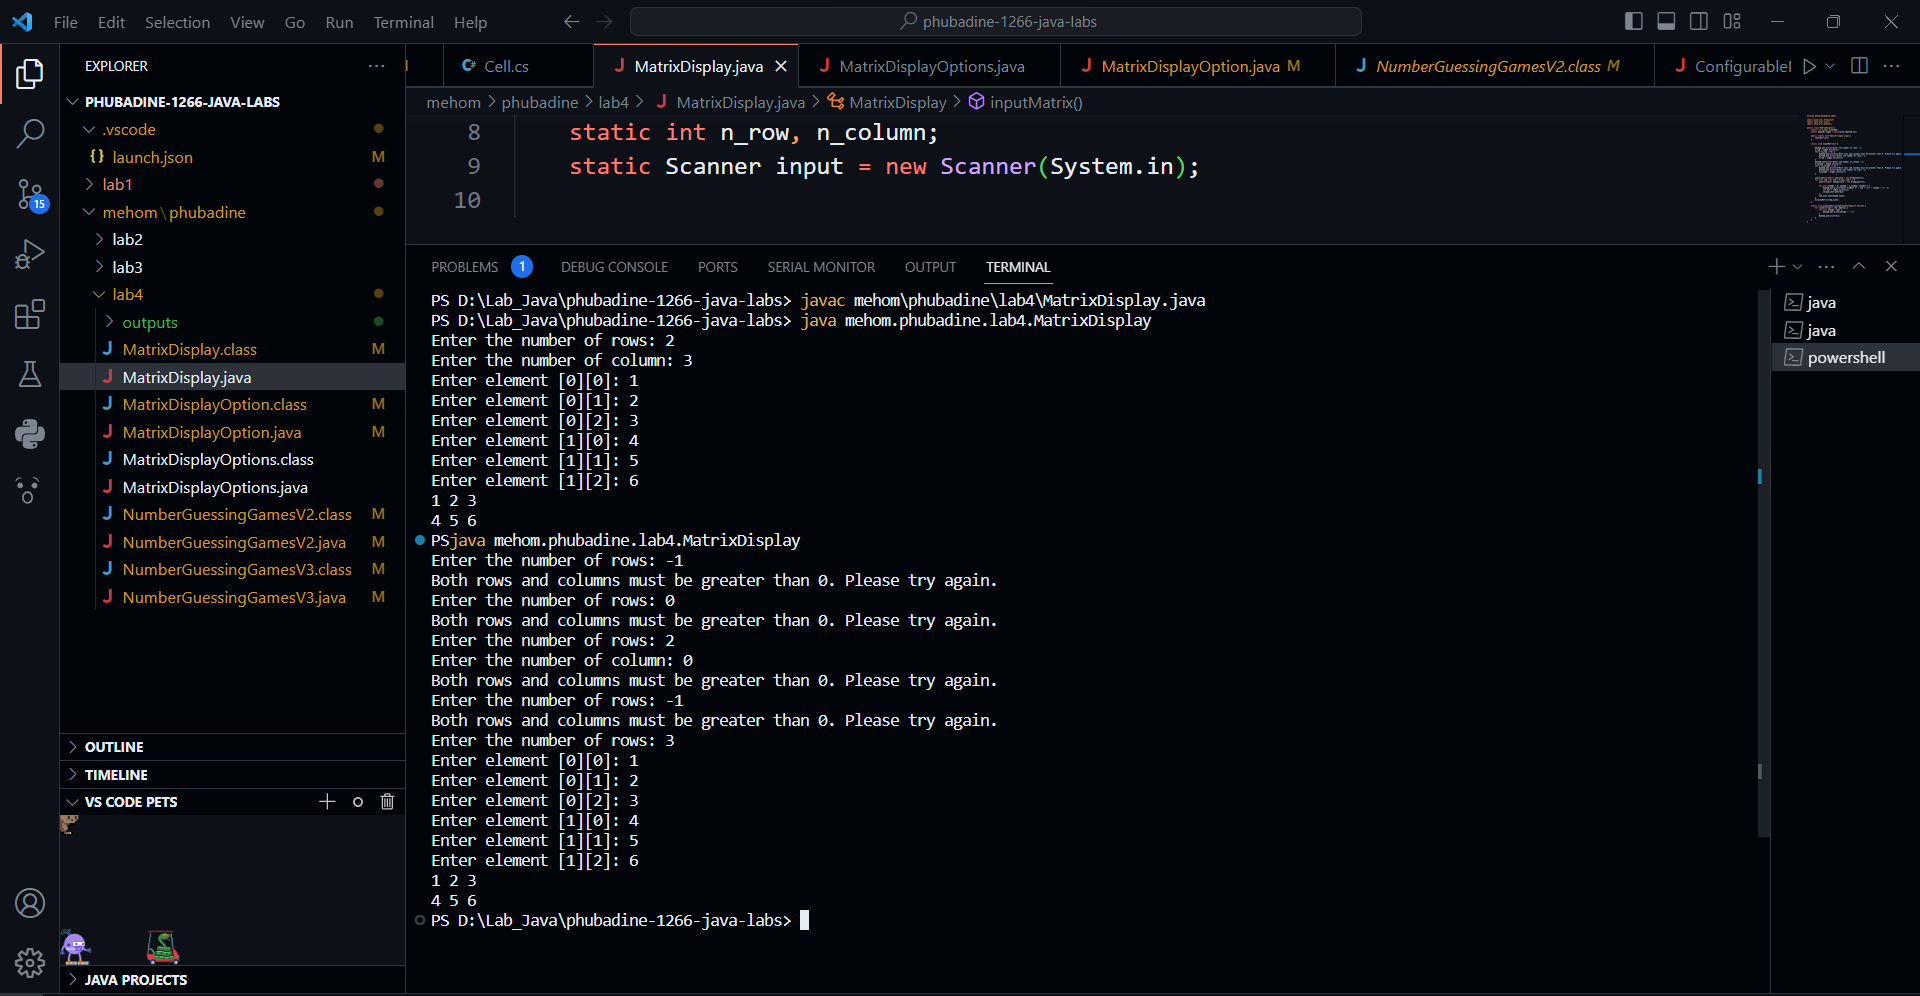 File Edit Selection View Go Run Terminal Help
phubadine-1266-java-labs
EXPLORER
PHUBADINE-1266-JAVA-LABS
.vscode
{} launch.json M
lab1
mehom\phubadine
lab2
lab3
lab4
outputs
J MatrixDisplay.class M
J MatrixDisplay.java
J MatrixDisplayOption.class M
J MatrixDisplayOption.java M
J MatrixDisplayOptions.class
J MatrixDisplayOptions.java
J NumberGuessingGamesV2.class M
J NumberGuessingGamesV2.java M
J NumberGuessingGamesV3.class M
J NumberGuessingGamesV3.java M
15
OUTLINE
TIMELINE
VS CODE PETS
JAVA PROJECTS
Cell.cs
J MatrixDisplay.java
J MatrixDisplayOptions.java
J MatrixDisplayOption.java M
J NumberGuessingGamesV2.class M
J Configurablel
mehom > phubadine > lab4 > J MatrixDisplay.java > MatrixDisplay > inputMatrix()
8 static int n_row, n_column;
9 static Scanner input = new Scanner(System.in);
10
PROBLEMS 1 DEBUG CONSOLE PORTS SERIAL MONITOR OUTPUT TERMINAL
PS D:\Lab_Java\phubadine-1266-java-labs> javac mehom\phubadine\lab4\MatrixDisplay.java
PS D:\Lab_Java\phubadine-1266-java-labs> java mehom.phubadine.lab4.MatrixDisplay
Enter the number of rows: 2
Enter the number of column: 3
Enter element [0][0]: 1
Enter element [0][1]: 2
Enter element [0][2]: 3
Enter element [1][0]: 4
Enter element [1][1]: 5
Enter element [1][2]: 6
1 2 3
4 5 6
PSjava mehom.phubadine.lab4.MatrixDisplay
Enter the number of rows: -1
Both rows and columns must be greater than 0. Please try again.
Enter the number of rows: 0
Both rows and columns must be greater than 0. Please try again.
Enter the number of rows: 2
Enter the number of column: 0
Both rows and columns must be greater than 0. Please try again.
Enter the number of rows: -1
Both rows and columns must be greater than 0. Please try again.
Enter the number of rows: 3
Enter element [0][0]: 1
Enter element [0][1]: 2
Enter element [0][2]: 3
Enter element [1][0]: 4
Enter element [1][1]: 5
Enter element [1][2]: 6
1 2 3
4 5 6
PS D:\Lab_Java\phubadine-1266-java-labs>
java
java
powershell